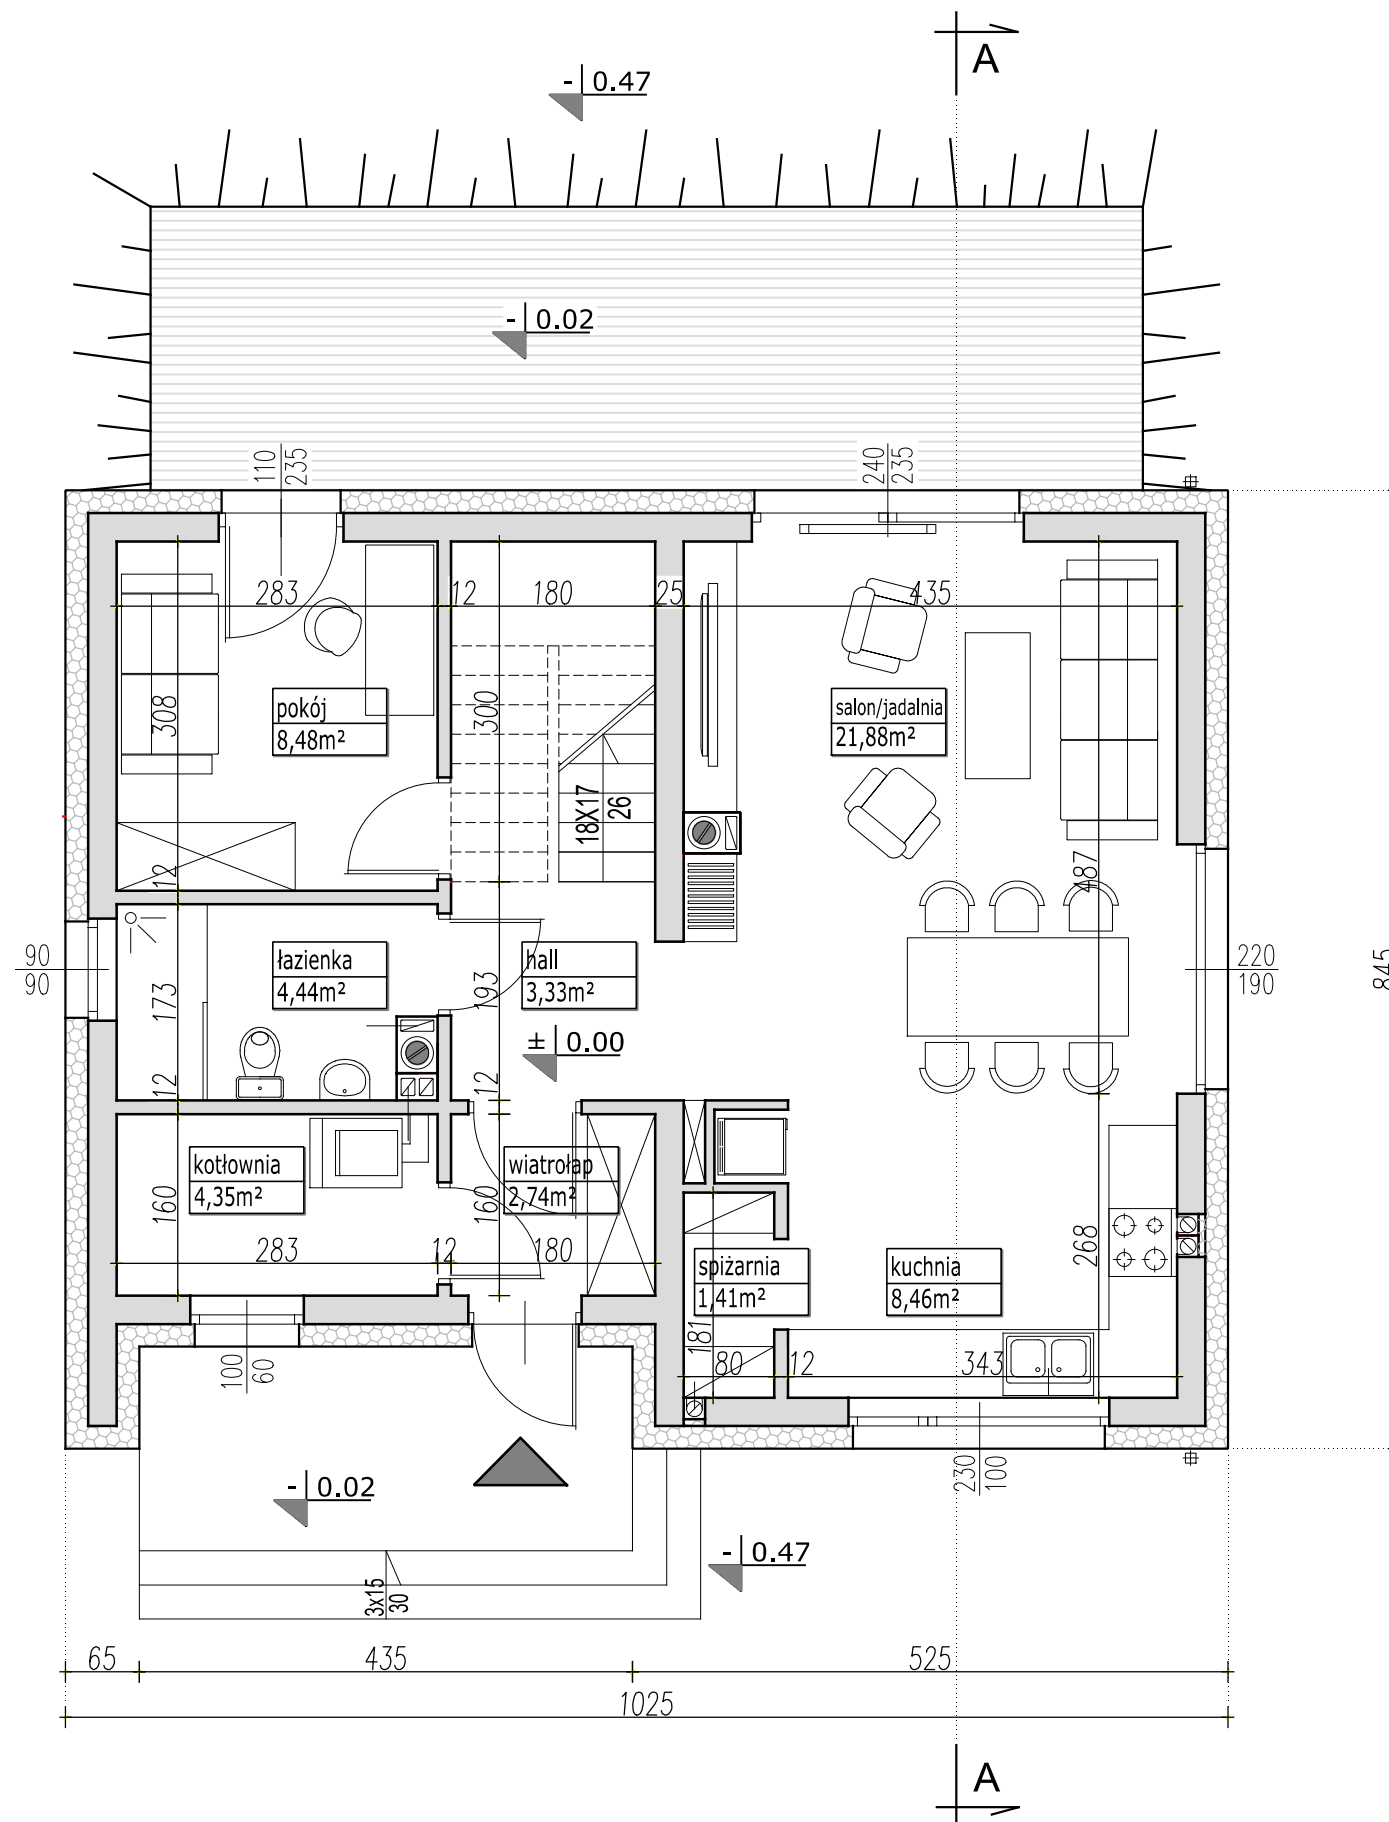 A
- 0.47
- 0.02
110
235
240
235
283
12
180
25
435
308
pokój
8,48m²
300
salon/jadalnia
21,88m²
18X17
26
12
487
90
90
łazienka
4,44m²
173
hall
3,33m²
193
220
190
845
± 0.00
12
12
kotłownia
4,35m²
160
wiatrołap
2,74m²
160
283
12
180
268
spiżarnia
1,41m²
kuchnia
8,46m²
181
80
12
343
100
60
230
100
- 0.02
- 0.47
3x15
30
65
435
525
1025
A